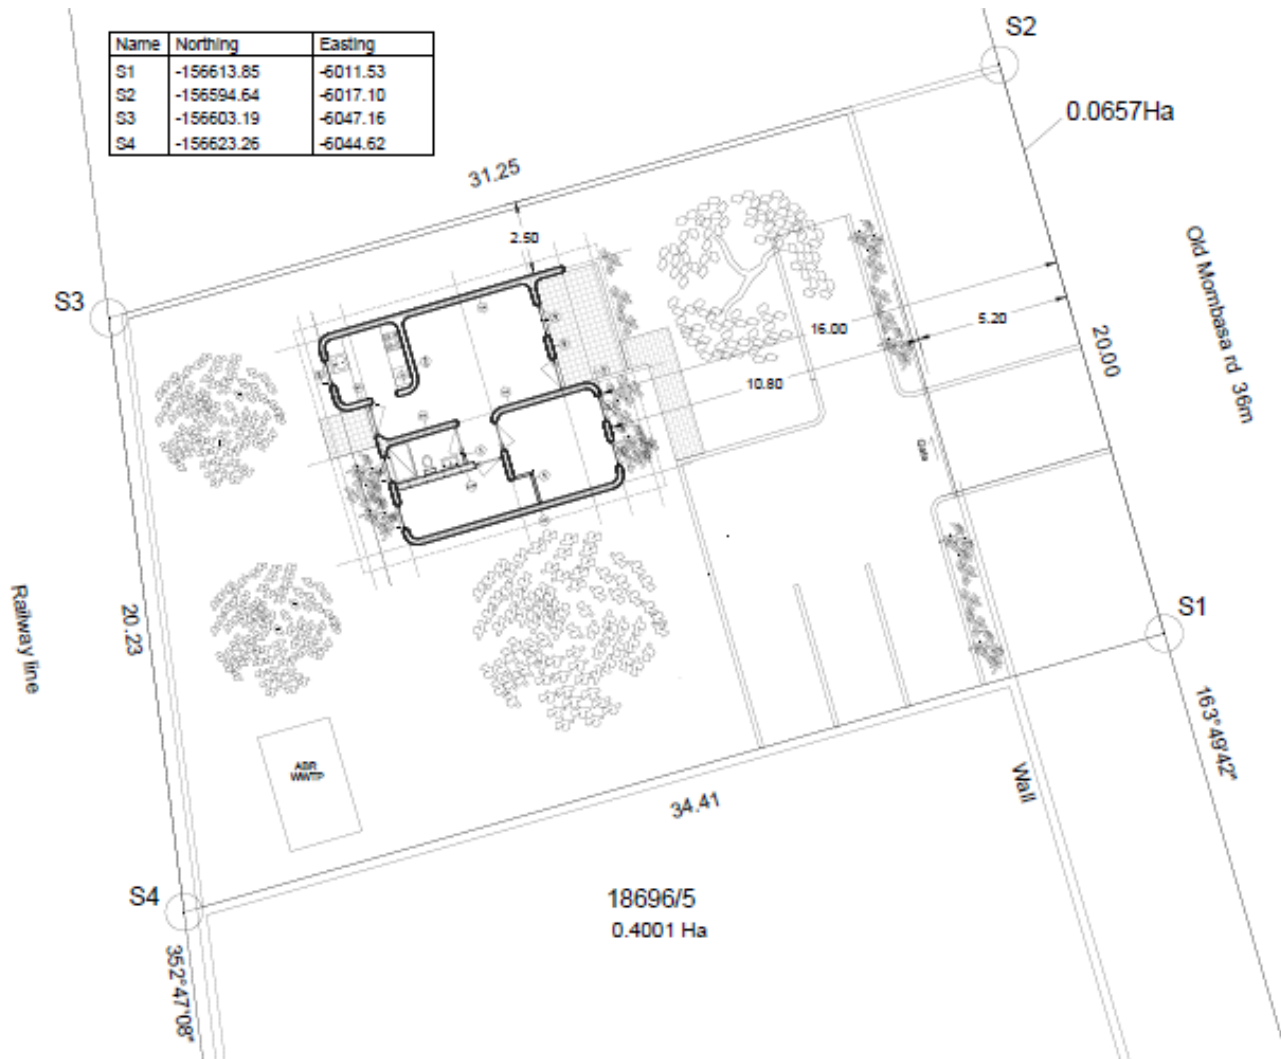 Name Northing Easting
S1 -156613.85 -6011.53
S2 -156594.64 -6017.10
S3 -156603.19 -6047.16
S4 -156623.26 -6044.62
S2
0.0657Ha
31.25
2.50
Old Mombasa rd 36m
S3
5.20
16.00
20.00
10.80
Gate
Railway line
20.23
S1
163°49'42"
ABR
WWTP
Wall
34.41
S4
18696/5
0.4001 Ha
352°47'08"